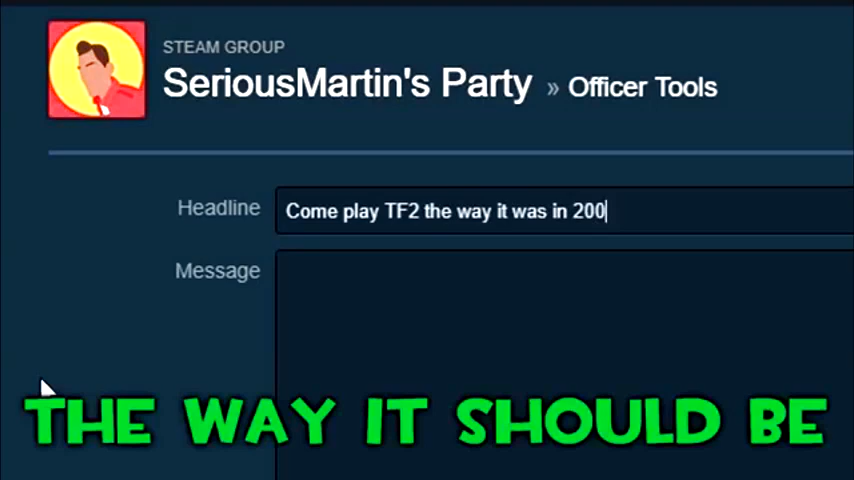 STEAM GROUP
SeriousMartin's Party » Officer Tools
Headline
Come play TF2 the way it was in 200
Message
THE WAY IT SHOULD BE